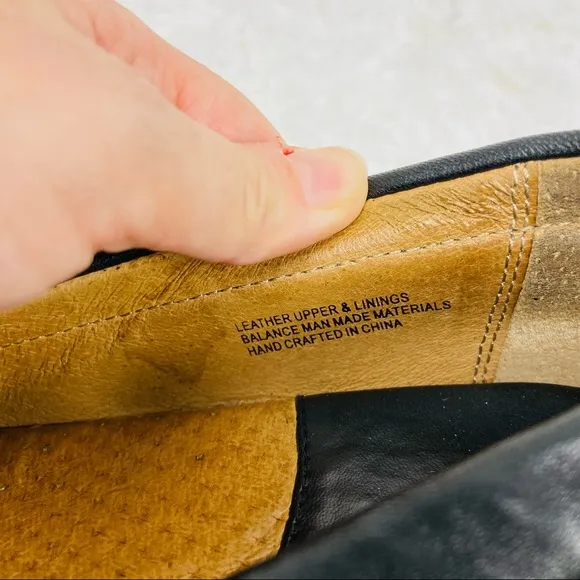 LEATHER UPPER & LININGS
BALANCE MAN MADE MATERIALS
HAND CRAFTED IN CHINA